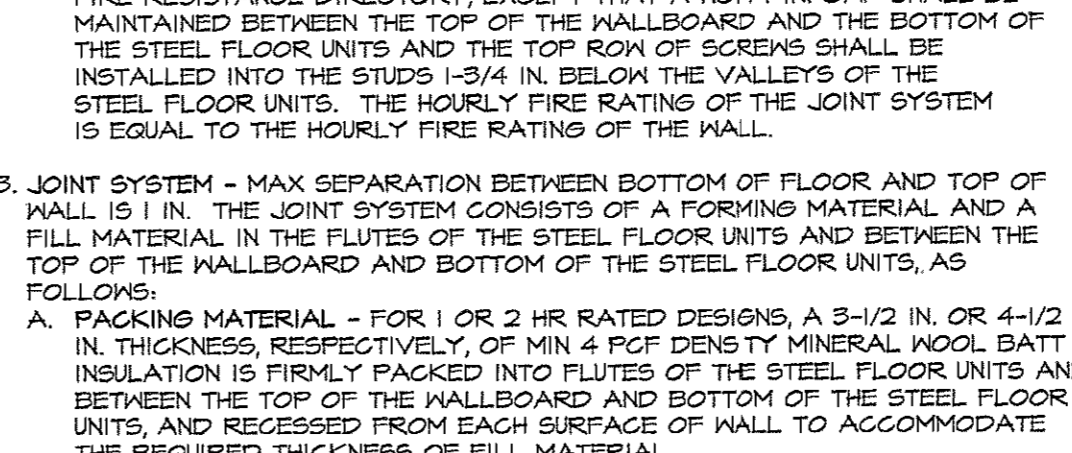 FIRE RESISTANCE DIRECTORY, EXCEPT THAT A
MAINTAINED BETWEEN THE TOP OF THE WALLBOARD AND THE BOTTOM OF
THE STEEL FLOOR UNITS AND THE TOP ROW OF SCREWS SHALL BE
INSTALLED INTO THE STUDS 1-3/4 IN. BELOW THE VALLEYS OF THE
STEEL FLOOR UNITS. THE HOURLY FIRE RATING OF THE JOINT SYSTEM
IS EQUAL TO THE HOURLY FIRE RATING OF THE WALL.
3. JOINT SYSTEM - MAX SEPARATION BETWEEN BOTTOM OF FLOOR AND TOP OF
WALL IS 1 IN. THE JOINT SYSTEM CONSISTS OF A FORMING MATERIAL AND A
FILL MATERIAL IN THE FLUTES OF THE STEEL FLOOR UNITS AND BETWEEN THE
TOP OF THE WALLBOARD AND BOTTOM OF THE STEEL FLOOR UNITS, AS
FOLLOWS:
A. PACKING MATERIAL - FOR 1 OR 2 HR RATED DESIGNS, A 3-1/2 IN. OR 4-1/2
IN. THICKNESS, RESPECTIVELY, OF MIN 4 PCF DENSTY MINERAL WOOL BATT
INSULATION IS FIRMLY PACKED INTO FLUTES OF THE STEEL FLOOR UNITS AN
BETWEEN THE TOP OF THE WALLBOARD AND BOTTOM OF THE STEEL FLOOR
UNITS, AND RECESSED FROM EACH SURFACE OF WALL TO ACCOMMODATE
THE REQUIRED THICKNESS OF FILL MATERIAL